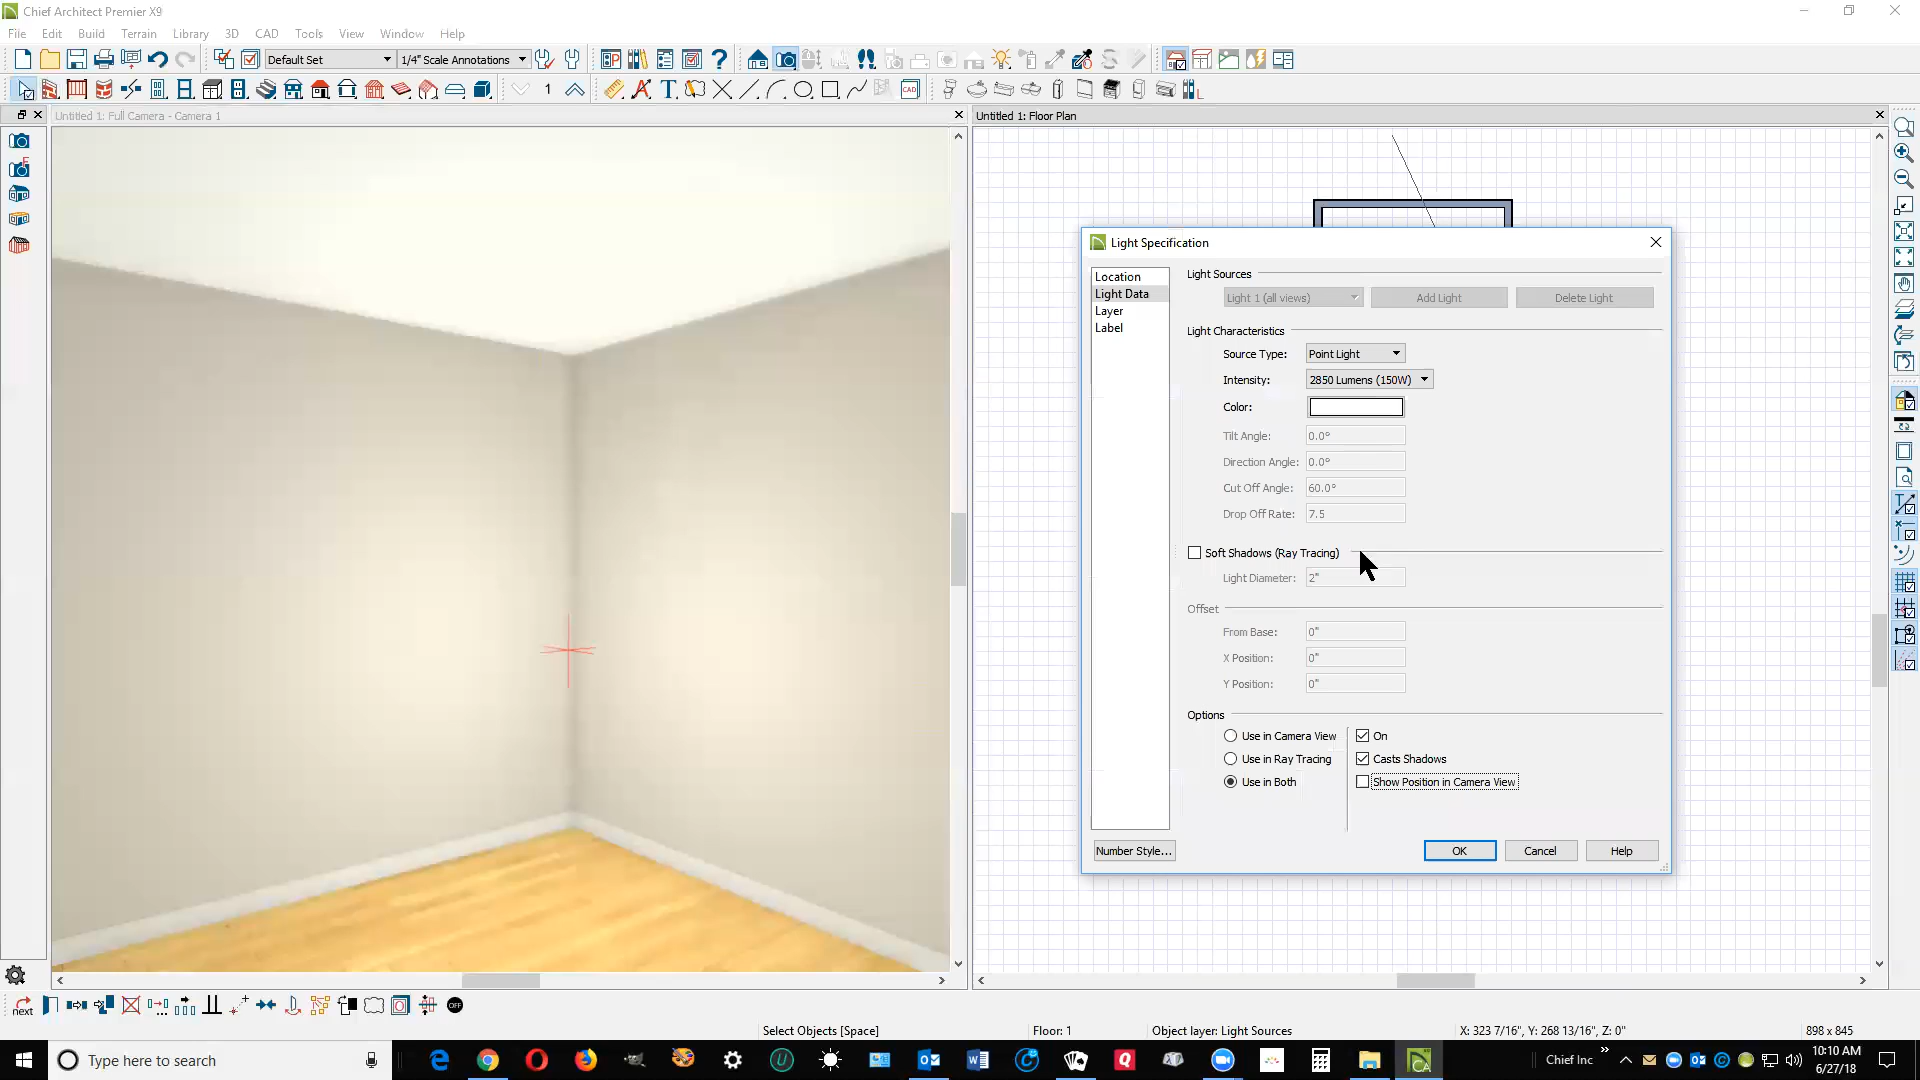 Chief Architect Premier X9
File Edit Build Terrain Library 3D CAD Tools View Window Help
Default Set 1/4" Scale Annotations
1
Untitled 1: Full Camera - Camera 1
Untitled 1: Floor Plan
Light Specification
Location
Light Data
Layer
Label
Light Sources
Light 1 (all views) Add Light Delete Light
Light Characteristics
Source Type: Point Light
Intensity: 2850 Lumens (150W)
Color:
Tilt Angle: 0.0°
Direction Angle: 0.0°
Cut Off Angle: 60.0°
Drop Off Rate: 7.5
Soft Shadows (Ray Tracing)
Light Diameter: 2"
Offset
From Base: 0"
X Position: 0"
Y Position: 0"
Options
Use in Camera View On
Use in Ray Tracing Casts Shadows
Use in Both Show Position in Camera View
Number Style... OK Cancel Help
next
OFF
Select Objects [Space] Floor: 1 Object layer: Light Sources X: 323 7/16", Y: 268 13/16", Z: 0" 898 x 845
Type here to search
Chief Inc
10:10 AM
6/27/18